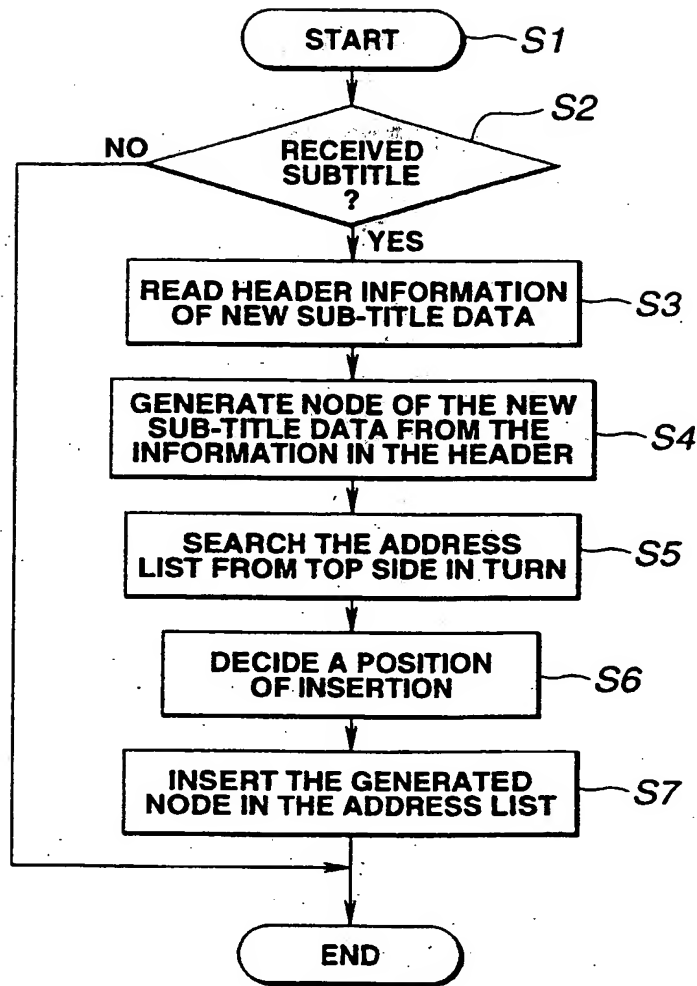 START
S1
S2
NO
RECEIVED
SUBTITLE
?
YES
READ HEADER INFORMATION
OF NEW SUB-TITLE DATA
S3
GENERATE NODE OF THE NEW
SUB-TITLE DATA FROM THE
INFORMATION IN THE HEADER
S4
SEARCH THE ADDRESS
LIST FROM TOP SIDE IN TURN
S5
DECIDE A POSITION
OF INSERTION
S6
INSERT THE GENERATED
NODE IN THE ADDRESS LIST
S7
END